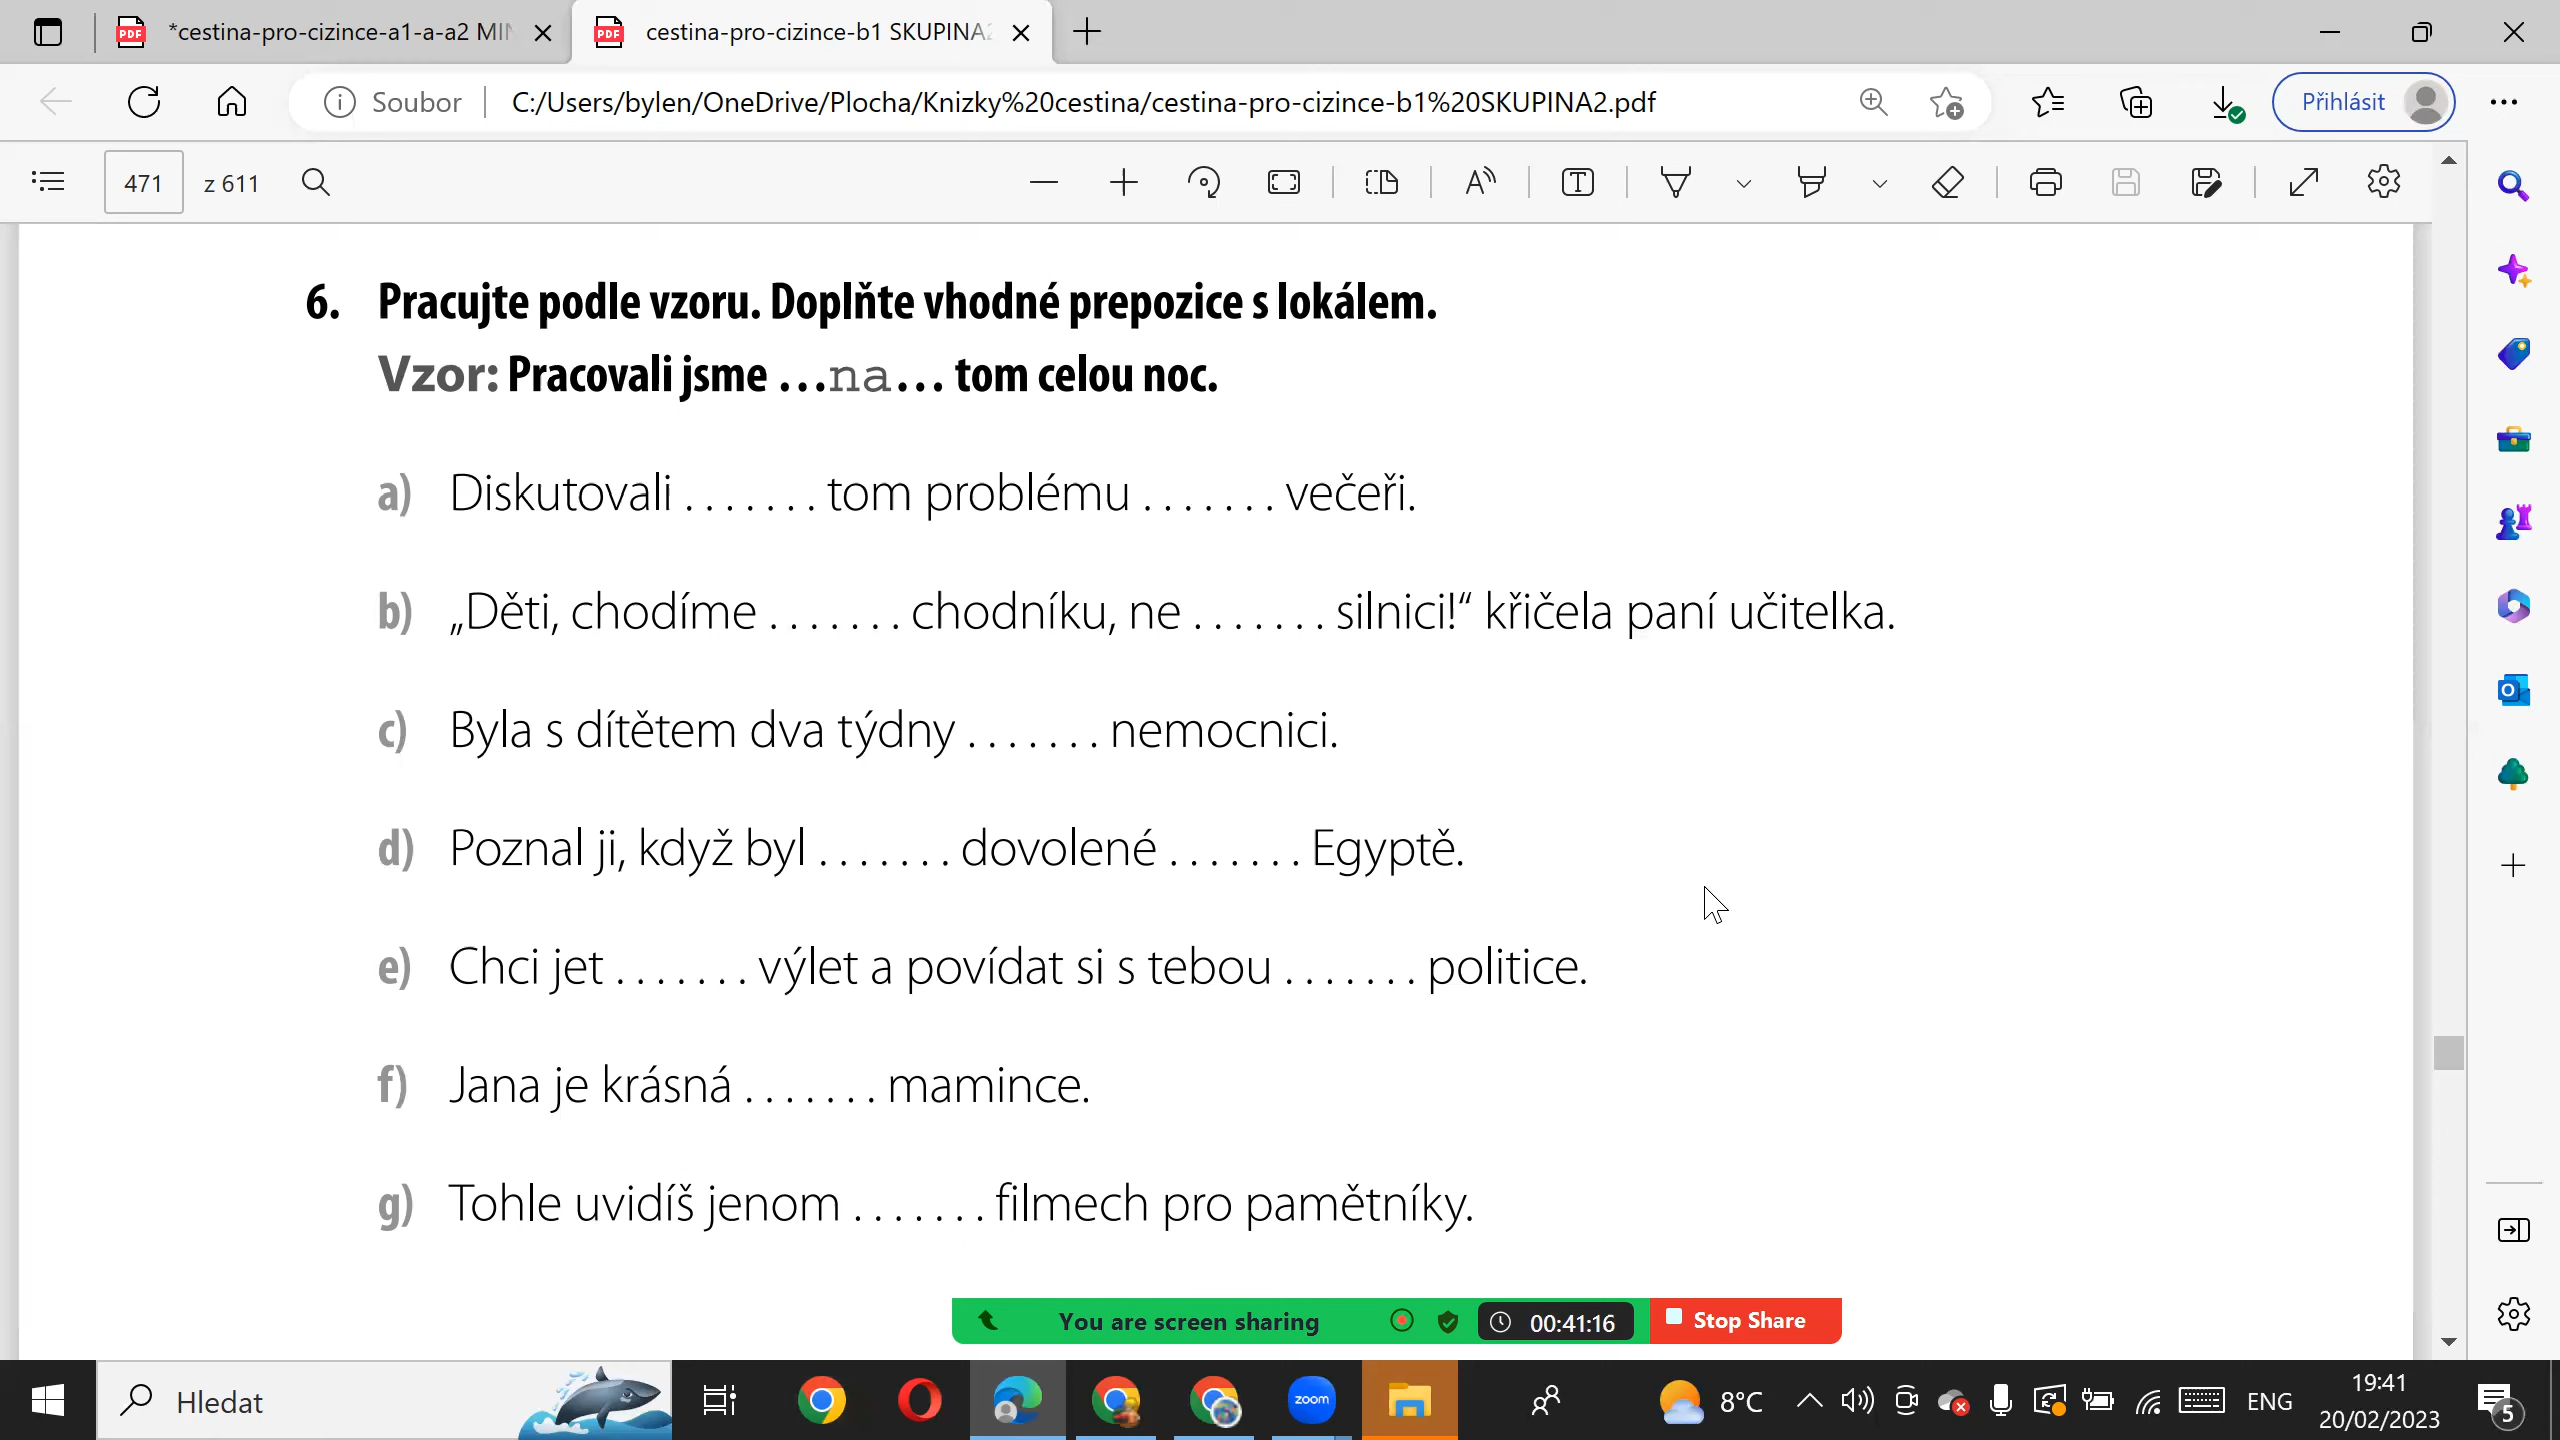 *cestina-pro-cizince-a1-a-a2 MIN
cestina-pro-cizince-b1 SKUPINA2
Soubor
C:/Users/bylen/OneDrive/Plocha/Knizky%20cestina/cestina-pro-cizince-b1%20SKUPINA2.pdf
Přihlásit
471 z 611
6. Pracujte podle vzoru. Doplňte vhodné prepozice s lokálem.
Vzor: Pracovali jsme ...na... tom celou noc.
a) Diskutovali ....... tom problému ....... večeři.
b) „Děti, chodíme ....... chodníku, ne ....... silnici!“ křičela paní učitelka.
c) Byla s dítětem dva týdny ....... nemocnici.
d) Poznal ji, když byl ....... dovolené ....... Egyptě.
e) Chci jet ....... výlet a povídat si s tebou ....... politice.
f) Jana je krásná ....... mamince.
g) Tohle uvidíš jenom ....... filmech pro pamětníky.
You are screen sharing 00:41:16 Stop Share
Hledat
zoom
8°C
ENG
19:41
20/02/2023
5